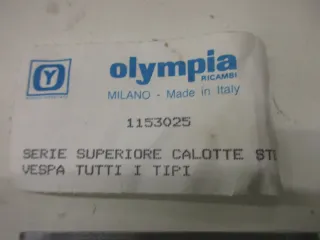 olympia
RICAMBI
MILANO - Made in Italy
1153025
SERIE SUPERIORE CALOTTE
VESPA TUTTI I TIPI